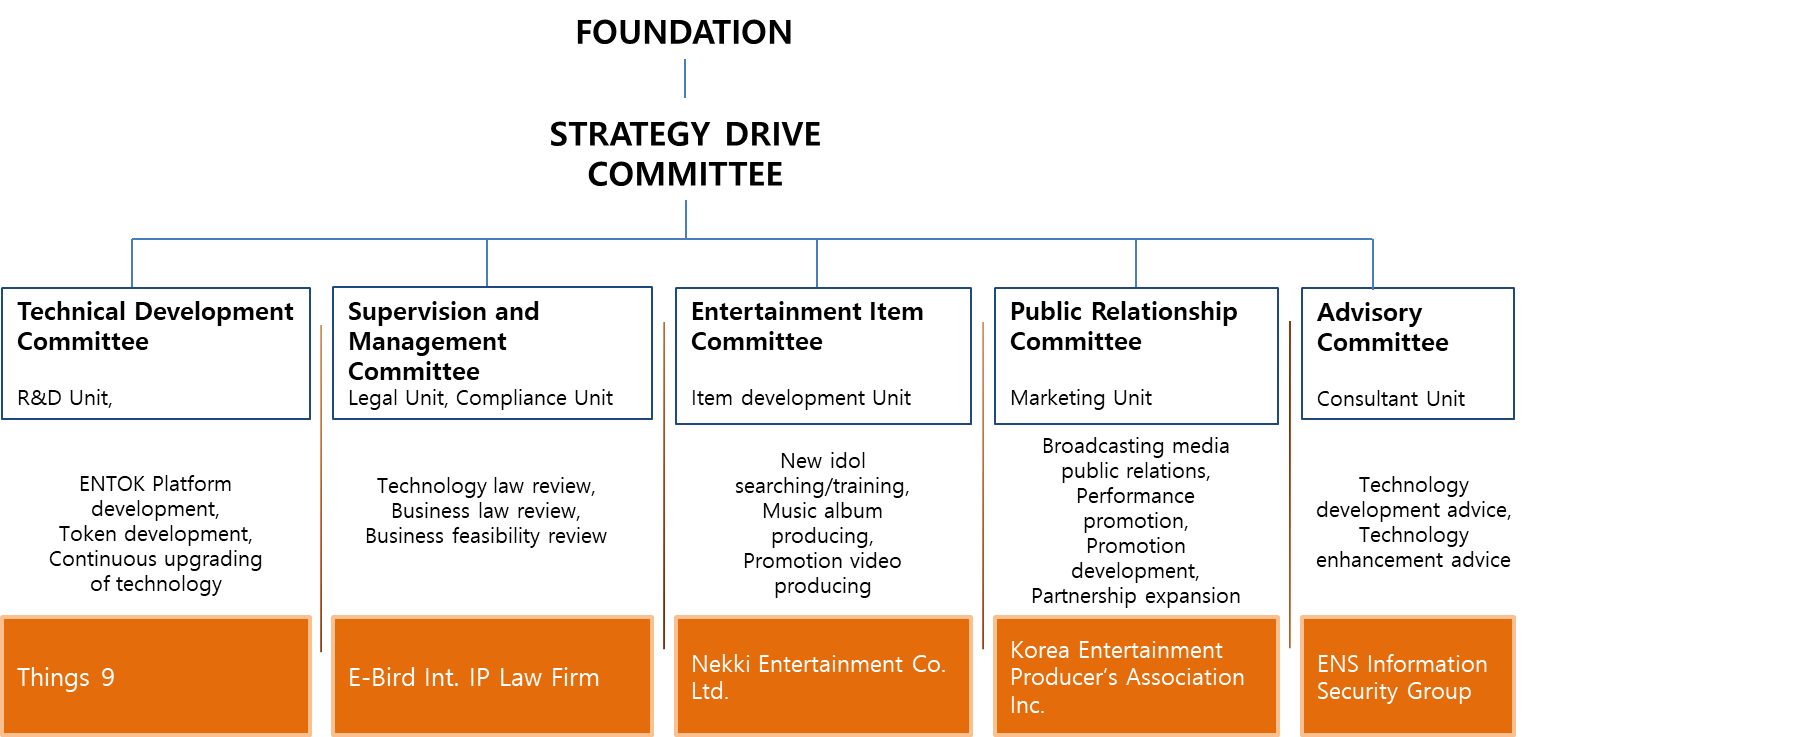 FOUNDATION
STRATEGY DRIVE
COMMITTEE
Technical Development
Committee
R&D Unit,
ENTOK Platform
development,
Token development,
Continuous upgrading
of technology
Things 9
Supervision and
Management
Committee
Legal Unit, Compliance Unit
Technology law review,
Business law review,
Business feasibility review
E-Bird Int. IP Law Firm
Entertainment Item
Committee
Item development Unit
New idol
searching/training,
Music album
producing,
Promotion video
producing
Nekki Entertainment Co.
Ltd.
Public Relationship
Committee
Marketing Unit
Broadcasting media
public relations,
Performance
promotion,
Promotion
development,
Partnership expansion
Korea Entertainment
Producer’s Association
Inc.
Advisory
Committee
Consultant Unit
Technology
development advice,
Technology
enhancement advice
ENS Information
Security Group